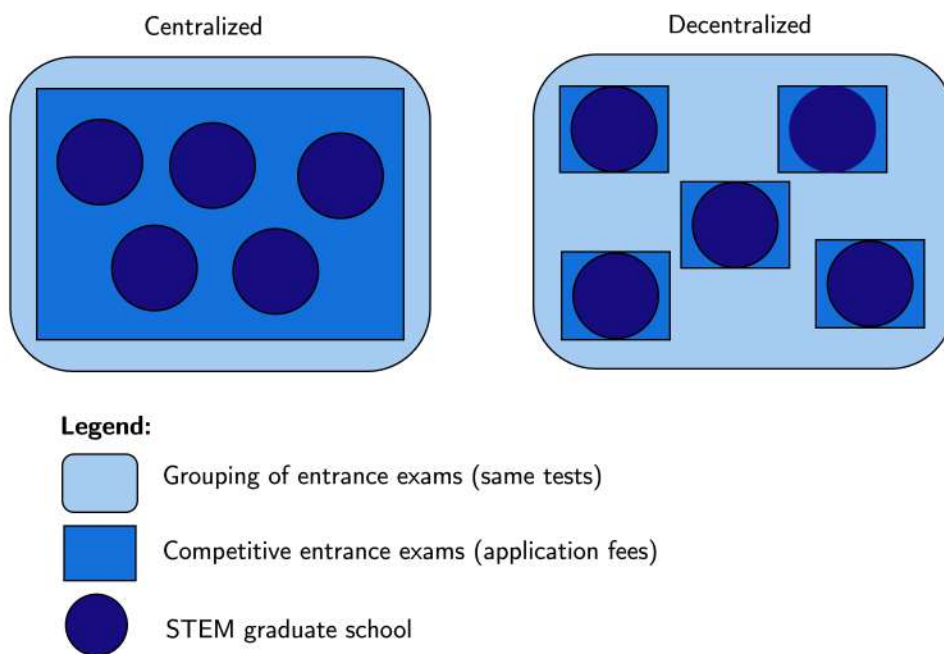 Centralized
Decentralized
Legend:
Grouping of entrance exams (same tests)
Competitive entrance exams (application fees)
STEM graduate school